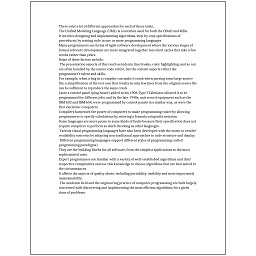 There exist a lot of different approaches for each of those tasks.
The Unified Modeling Language (UML) is a notation used for both the OOAD and MDA.
It involves designing and implementing algorithms, step-by-step specifications of
procedures, by writing code in one or more programming languages.
Many programmers use forms of Agile software development where the various stages of
formal software development are more integrated together into short cycles that take a few
weeks rather than years.
Some of these factors include:
The presentation aspects of this (such as indents, line breaks, color highlighting, and so on)
are often handled by the source code editor, but the content aspects reflect the
programmer's talent and skills.
For example, when a bug in a compiler can make it crash when parsing some large source
file, a simplification of the test case that results in only few lines from the original source file
can be sufficient to reproduce the same crash.
Later a control panel (plug board) added to his 1906 Type I Tabulator allowed it to be
programmed for different jobs, and by the late 1940s, unit record equipment such as the
IBM 602 and IBM 604, were programmed by control panels in a similar way, as were the
first electronic computers.
Compilers harnessed the power of computers to make programming easier by allowing
programmers to specify calculations by entering a formula using infix notation.
Some languages are more prone to some kinds of faults because their specification does not
require compilers to perform as much checking as other languages.
Various visual programming languages have also been developed with the intent to resolve
readability concerns by adopting non-traditional approaches to code structure and display.
Different programming languages support different styles of programming (called
programming paradigms).
They are the building blocks for all software, from the simplest applications to the most
sophisticated ones.
Expert programmers are familiar with a variety of well-established algorithms and their
respective complexities and use this knowledge to choose algorithms that are best suited to
the circumstances.
It affects the aspects of quality above, including portability, usability and most importantly
maintainability.
The academic field and the engineering practice of computer programming are both largely
concerned with discovering and implementing the most efficient algorithms for a given
class of problems.